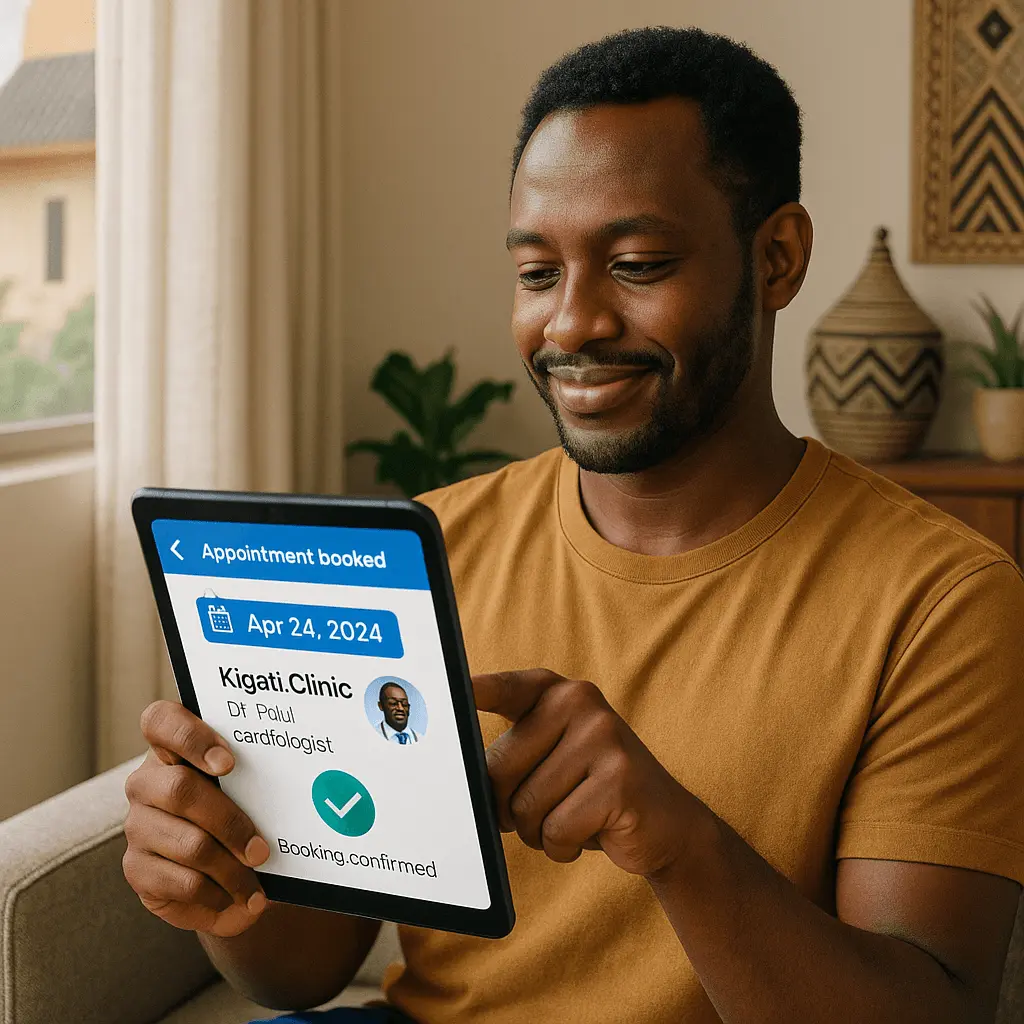 Appointment booked
Apr 24, 2024
Kigati.Clinic
Dr Palul
cardfologist
Booking.confirmed